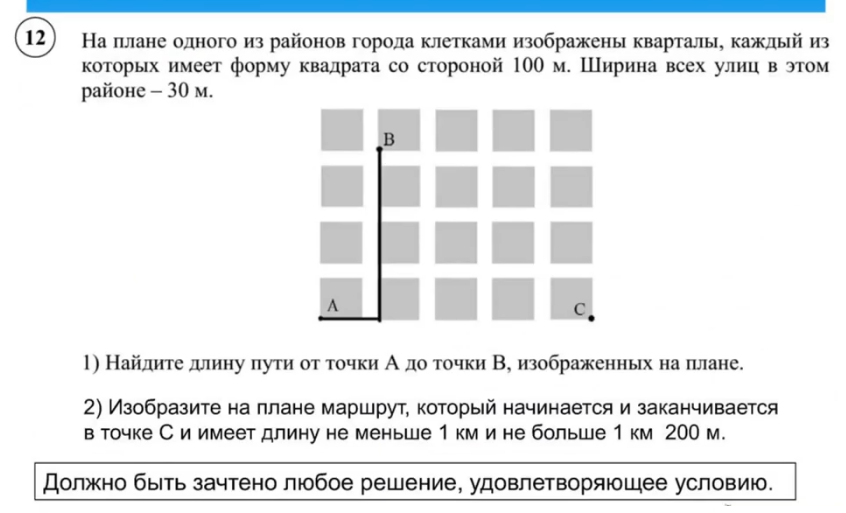 12
На плане одного из районов города клетками изображены кварталы, каждый из
которых имеет форму квадрата со стороной 100 м. Ширина всех улиц в этом
районе – 30 м.
B
A
C
1) Найдите длину пути от точки A до точки B, изображенных на плане.
2) Изобразите на плане маршрут, который начинается и заканчивается
в точке С и имеет длину не меньше 1 км и не больше 1 км 200 м.
Должно быть зачтено любое решение, удовлетворяющее условию.